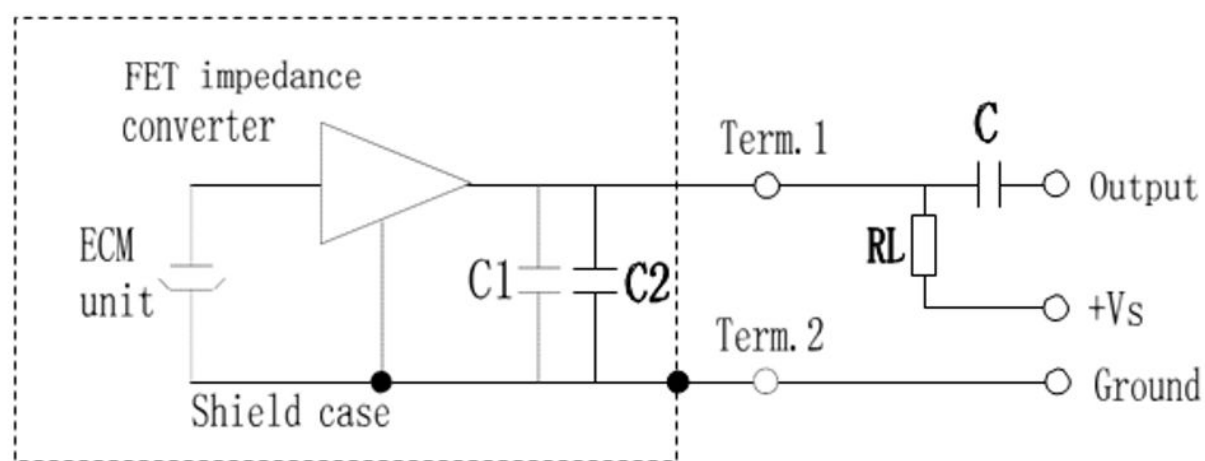 FET impedance
converter
C
Term.1
Output
ECM
unit
C1
C2
RL
+Vs
Term.2
Shield case
Ground